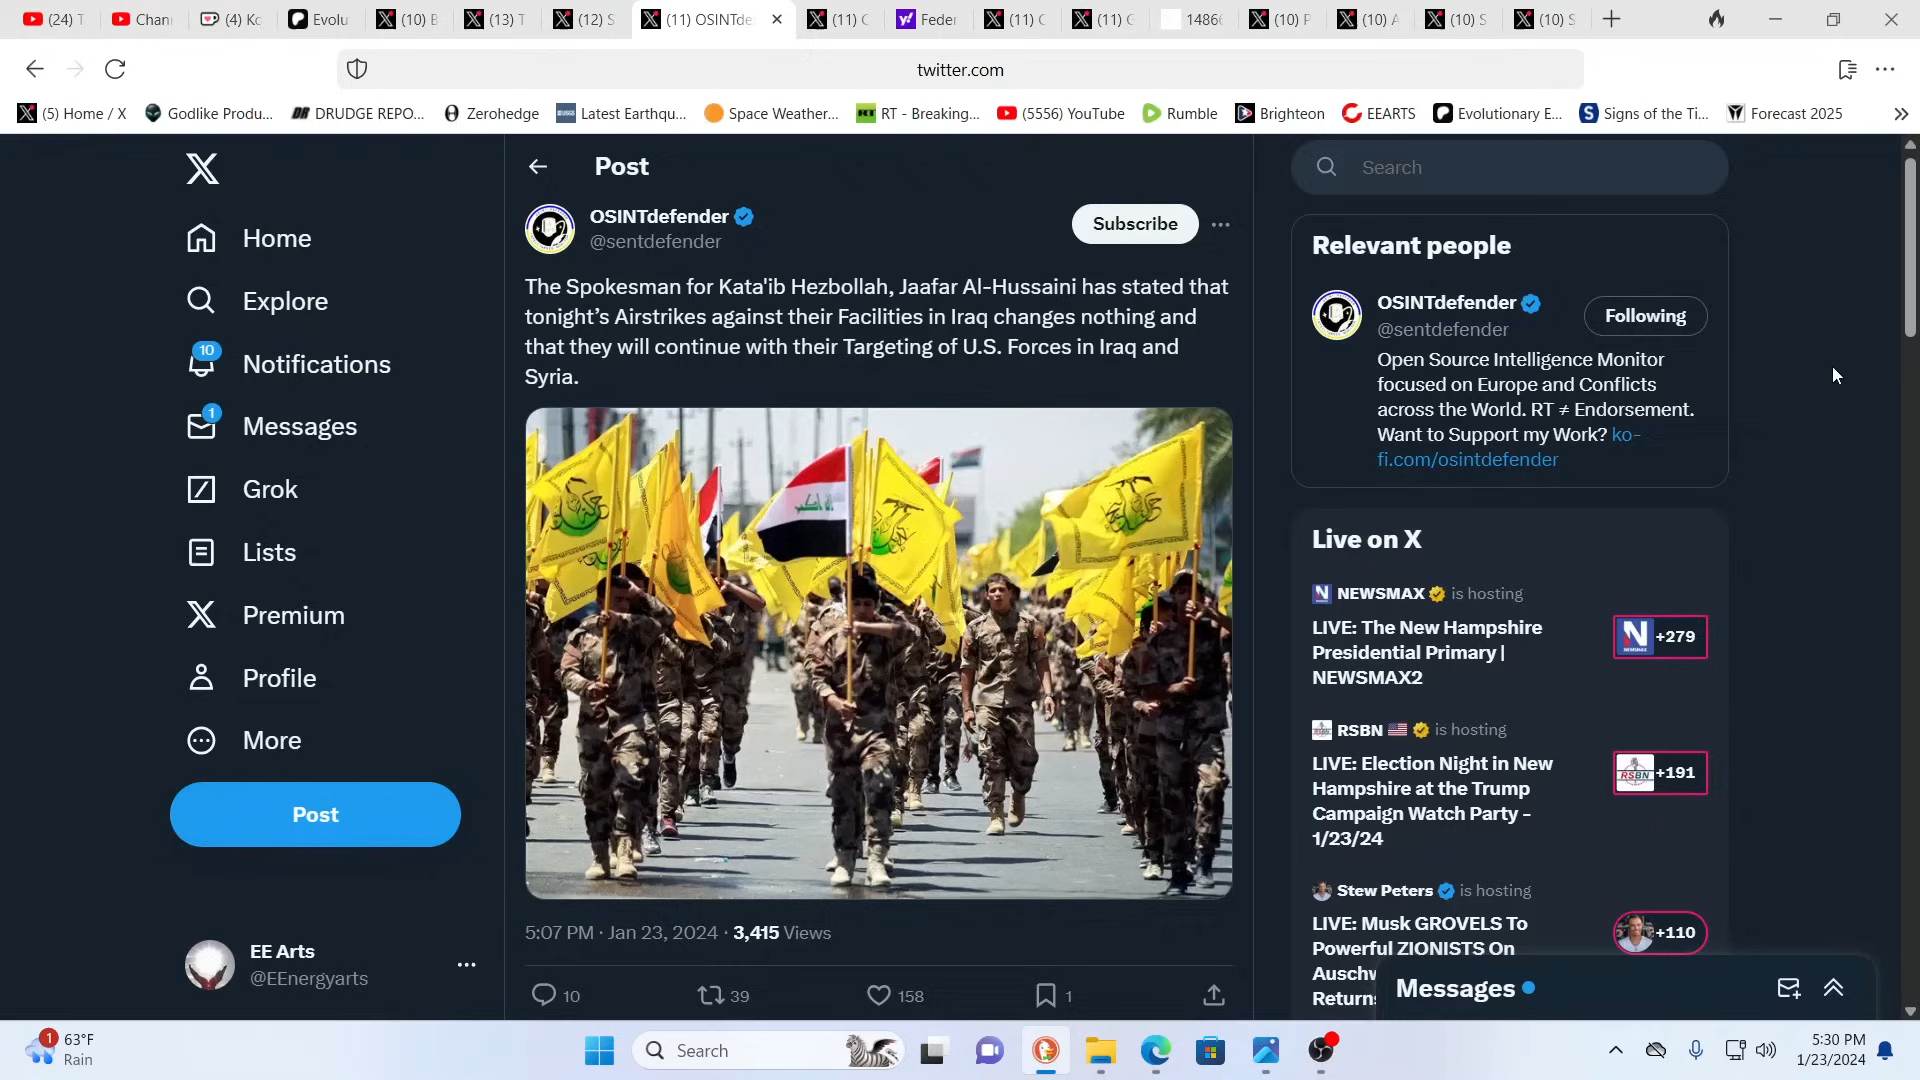 (24) T
Chan
(4) Ko
Evolu
(10) B
(13) T
(12) S
(11) OSINTde
(11) C
Feder
(11) C
(11) G
1486
(10) P
(10) A
(10) S
(10) S
twitter.com
(5) Home / X
Godlike Produ...
DRUDGE REPO...
Zerohedge
Latest Earthqu...
Space Weather...
RT - Breaking...
(5556) YouTube
Rumble
Brighteon
EEARTS
Evolutionary E...
Signs of the Ti...
Forecast 2025
Home
Explore
10
Notifications
1
Messages
Grok
Lists
Premium
Profile
More
Post
EE Arts
@EEnergyarts
Post
OSINTdefender
@sentdefender
Subscribe
The Spokesman for Kata'ib Hezbollah, Jaafar Al-Hussaini has stated that
tonight’s Airstrikes against their Facilities in Iraq changes nothing and
that they will continue with their Targeting of U.S. Forces in Iraq and
Syria.
5:07 PM · Jan 23, 2024 · 3,415 Views
10
39
158
1
Search
Relevant people
OSINTdefender
@sentdefender
Following
Open Source Intelligence Monitor
focused on Europe and Conflicts
across the World. RT ≠ Endorsement.
Want to Support my Work? ko-
fi.com/osintdefender
Live on X
NEWSMAX is hosting
LIVE: The New Hampshire
Presidential Primary |
NEWSMAX2
+279
RSBN is hosting
LIVE: Election Night in New
Hampshire at the Trump
Campaign Watch Party -
1/23/24
RSBN
+191
Stew Peters is hosting
LIVE: Musk GROVELS To
Powerful ZIONISTS On
Auschw
Return
+110
Messages
1
63°F
Rain
Search
5:30 PM
1/23/2024